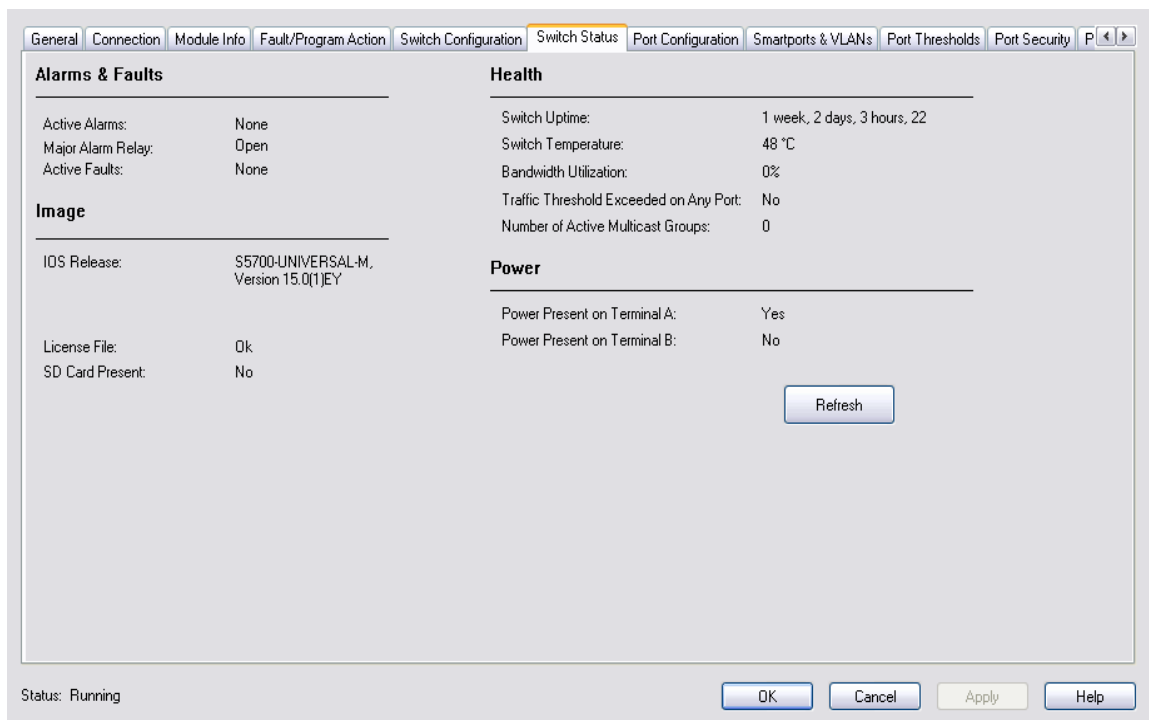 General Connection Module Info Fault/Program Action Switch Configuration Switch Status Port Configuration Smartports & VLANs Port Thresholds Port Security P
Alarms & Faults
Active Alarms: None
Major Alarm Relay: Open
Active Faults: None
Image
IOS Release: S5700-UNIVERSAL-M,
Version 15.0(1)EY
License File: Ok
SD Card Present: No
Health
Switch Uptime: 1 week, 2 days, 3 hours, 22
Switch Temperature: 48 °C
Bandwidth Utilization: 0%
Traffic Threshold Exceeded on Any Port: No
Number of Active Multicast Groups: 0
Power
Power Present on Terminal A: Yes
Power Present on Terminal B: No
Refresh
Status: Running
OK Cancel Apply Help